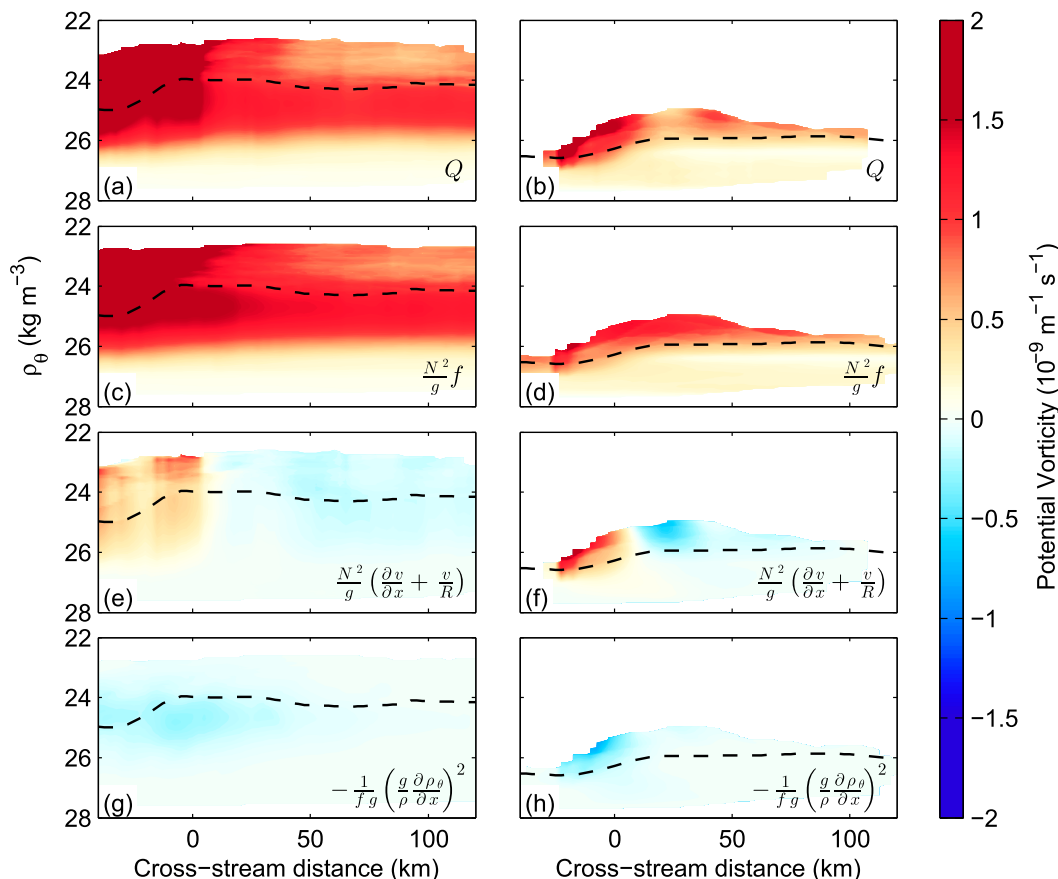 22
24
26
28
(a)
Q
(b)
Q
22
24
26
28
(c)
N²/g f
(d)
N²/g f
22
24
26
28
(e)
N²/g (∂v/∂x + v/R)
(f)
N²/g (∂v/∂x + v/R)
22
24
26
28
(g)
−1/fg (g/ρ ∂ρ_θ/∂x)²
(h)
−1/fg (g/ρ ∂ρ_θ/∂x)²
0 50 100
0 50 100
Cross−stream distance (km)
Cross−stream distance (km)
ρ_θ (kg m⁻³)
2
1.5
1
0.5
0
−0.5
−1
−1.5
−2
Potential Vorticity (10⁻⁹ m⁻¹ s⁻¹)